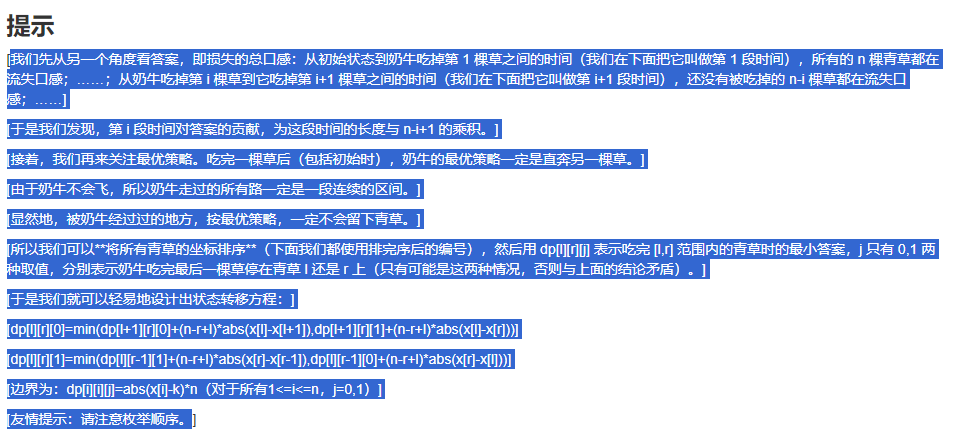 提示
[我们先从另一个角度看答案，即损失的总口感：从初始状态到奶牛吃掉第 1 棵草之间的时间（我们在下面把它叫做第 1 段时间），所有的 n 棵青草都在
流失口感；……；从奶牛吃掉第 i 棵草到它吃掉第 i+1 棵草之间的时间（我们在下面把它叫做第 i+1 段时间），还没有被吃掉的 n-i 棵草都在流失口
感；……]
[于是我们发现，第 i 段时间对答案的贡献，为这段时间的长度与 n-i+1 的乘积。]
[接着，我们再来关注最优策略。吃完一棵草后（包括初始时），奶牛的最优策略一定是直奔另一棵草。]
[由于奶牛不会飞，所以奶牛走过的所有路一定是一段连续的区间。]
[显然地，被奶牛经过过的地方，按最优策略，一定不会留下青草。]
[所以我们可以**将所有青草的坐标排序**（下面我们都使用排完序后的编号），然后用 dp[l][r][j] 表示吃完 [l,r] 范围内的青草时的最小答案，j 只有 0,1 两
种取值，分别表示奶牛吃完最后一棵草停在青草 l 还是 r 上（只有可能是这两种情况，否则与上面的结论矛盾）。]
[于是我们就可以轻易地设计出状态转移方程：]
[dp[l][r][0]=min(dp[l+1][r][0]+(n-r+l)*abs(x[l]-x[l+1]),dp[l+1][r][1]+(n-r+l)*abs(x[l]-x[r]))]
[dp[l][r][1]=min(dp[l][r-1][1]+(n-r+l)*abs(x[r]-x[r-1]),dp[l][r-1][0]+(n-r+l)*abs(x[r]-x[l]))]
[边界为：dp[i][i][j]=abs(x[i]-k)*n（对于所有1<=i<=n，j=0,1）]
[友情提示：请注意枚举顺序。]